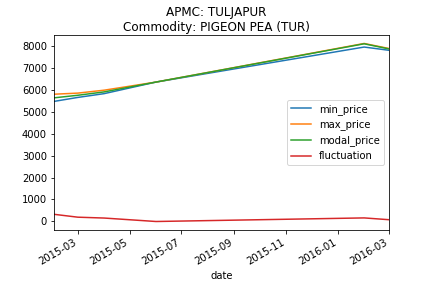 APMC: TULJAPUR
Commodity: PIGEON PEA (TUR)
8000
7000
6000
5000
4000
3000
2000
1000
0
min_price
max_price
modal_price
fluctuation
2015-03
2015-05
2015-07
2015-09
2015-11
2016-01
2016-03
date